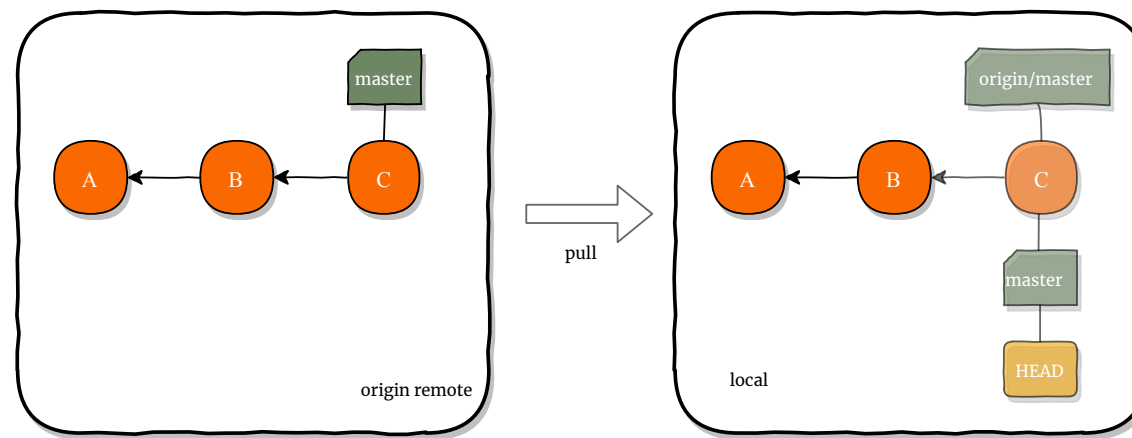 master
A
B
C
origin remote
pull
origin/master
A
B
C
master
HEAD
local